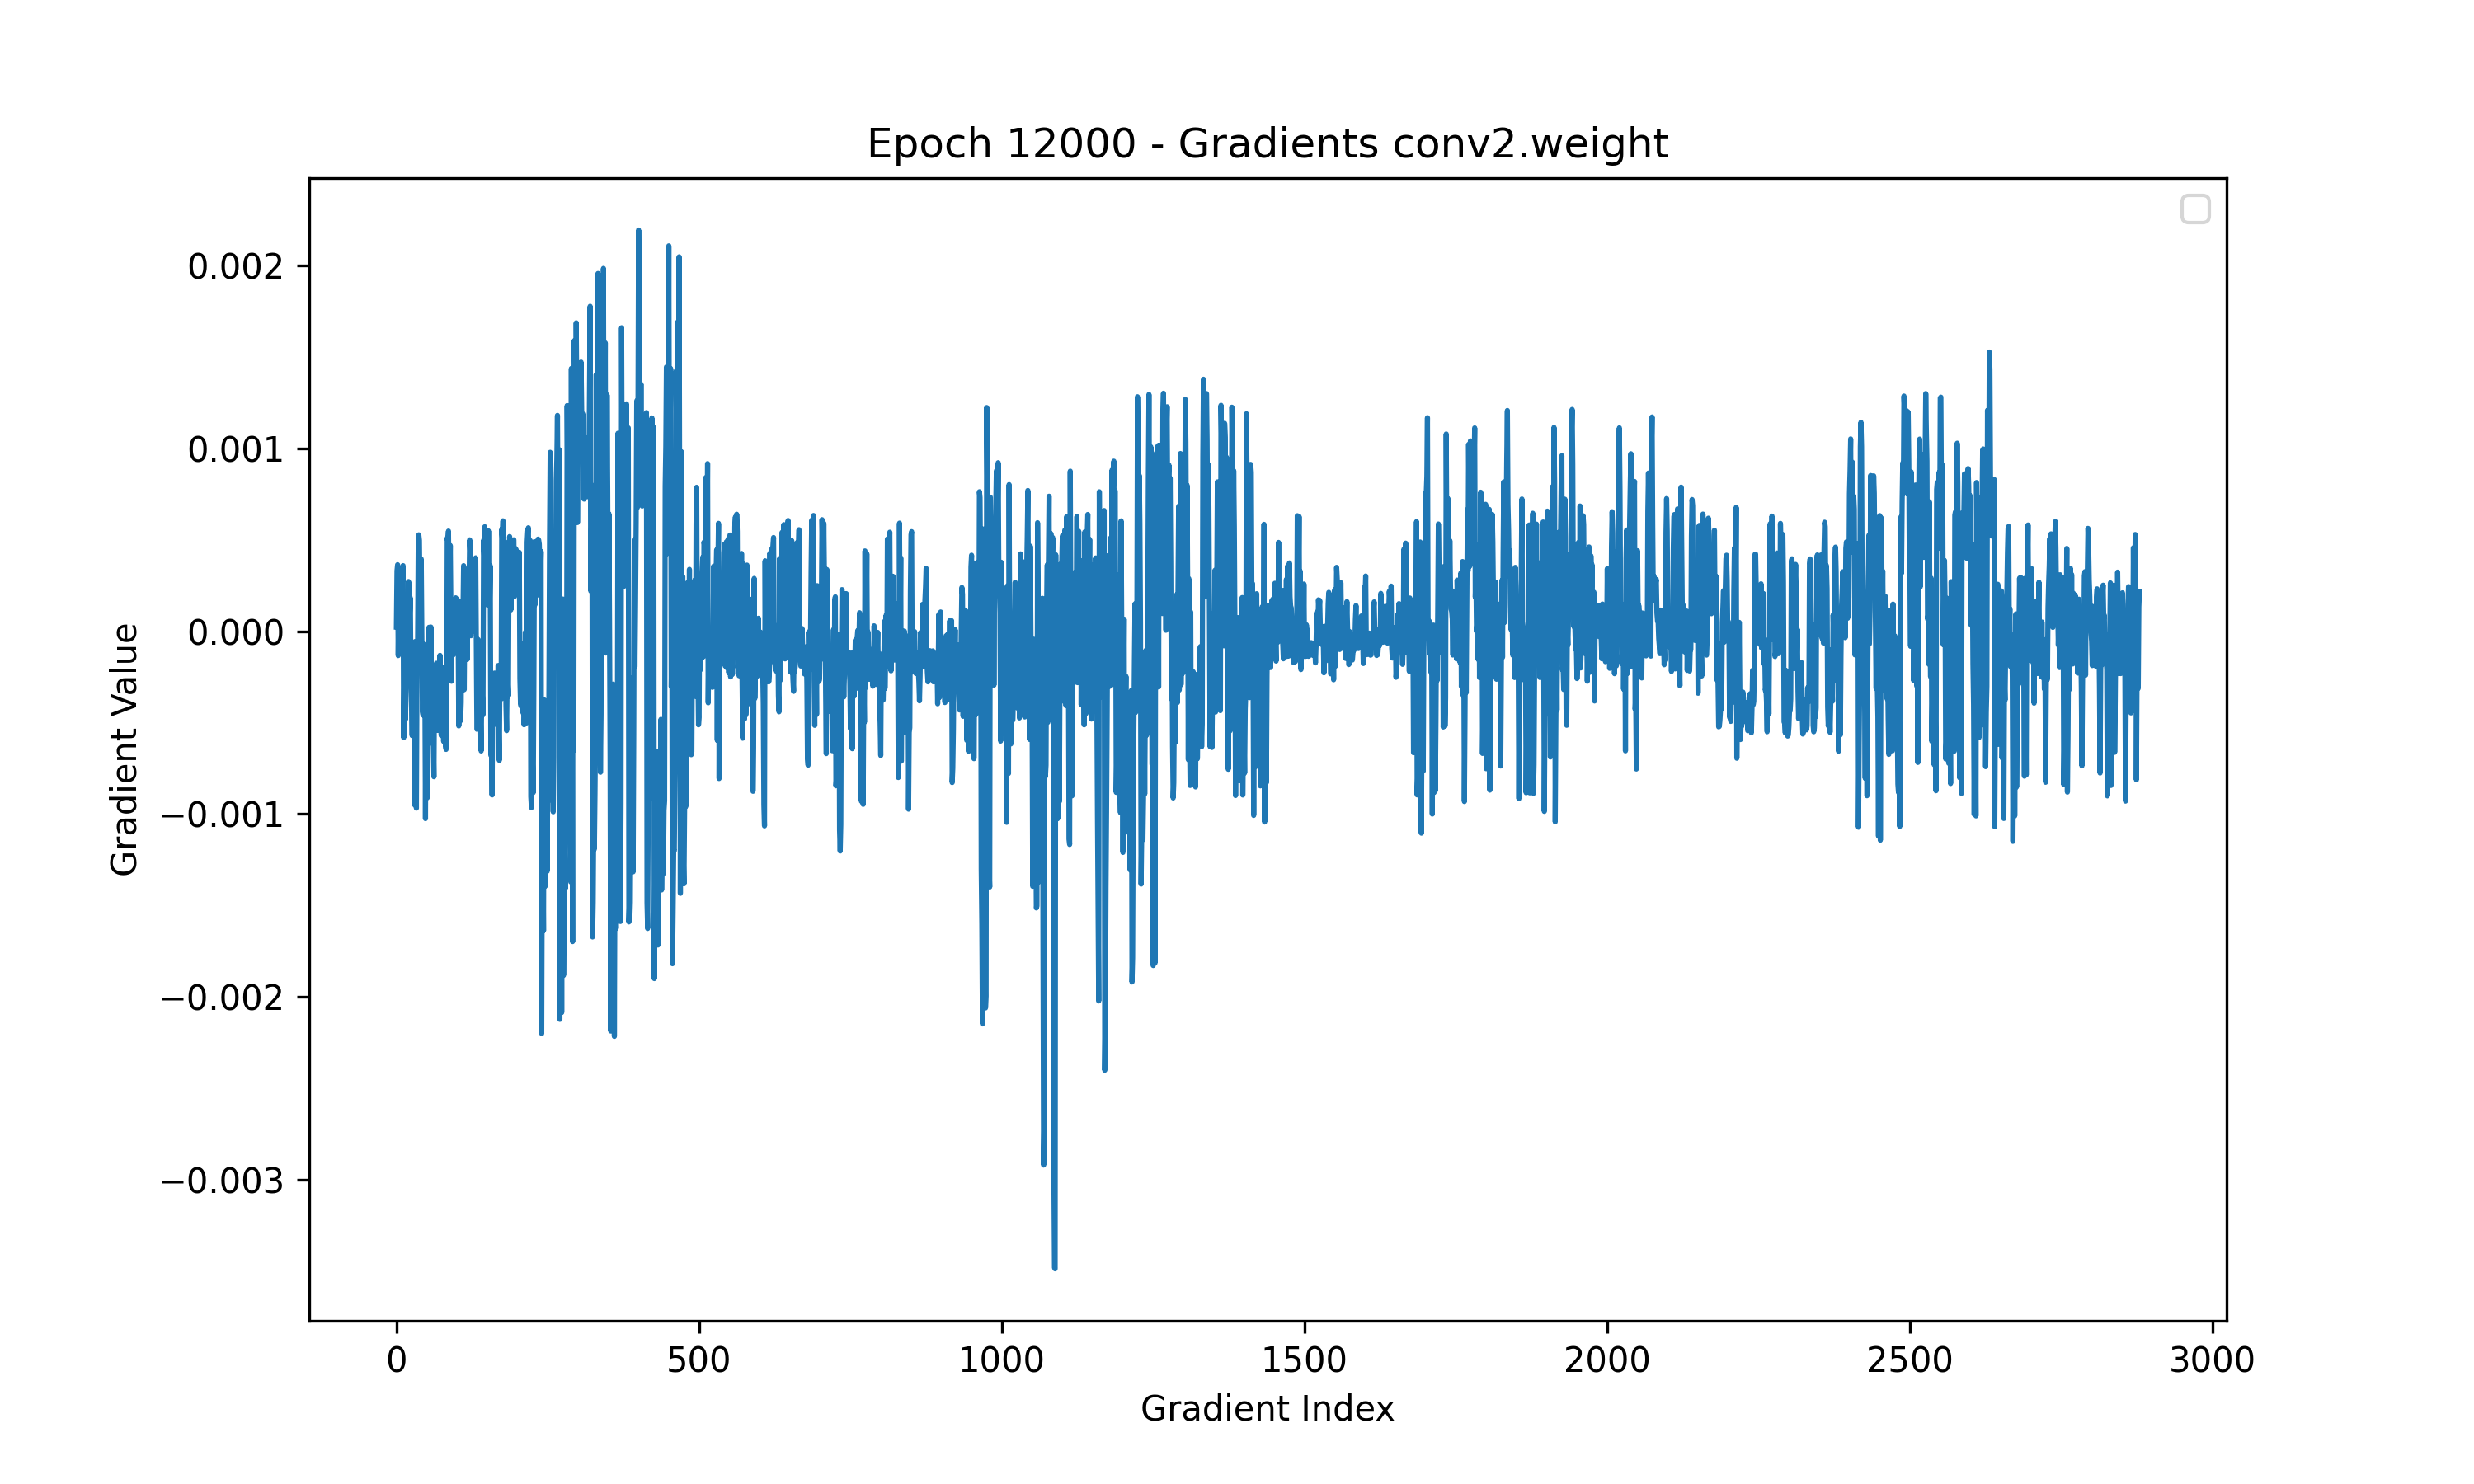 Epoch 12000 - Gradients conv2.weight
Gradient Value
0.002
0.001
0.000
−0.001
−0.002
−0.003
0 500 1000 1500 2000 2500 3000
Gradient Index